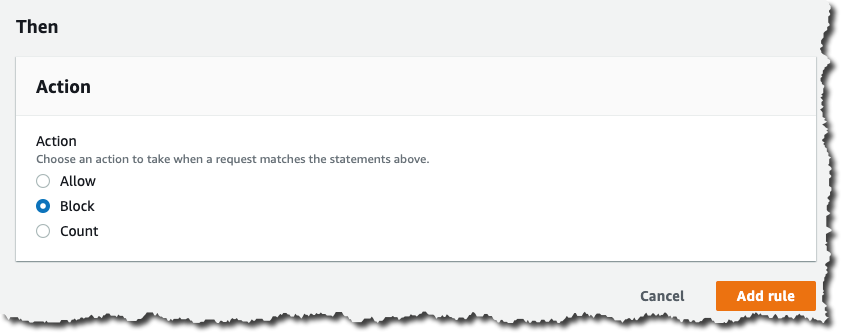 Then
Action
Action
Choose an action to take when a request matches the statements above.
Allow
Block
Count
Cancel
Add rule